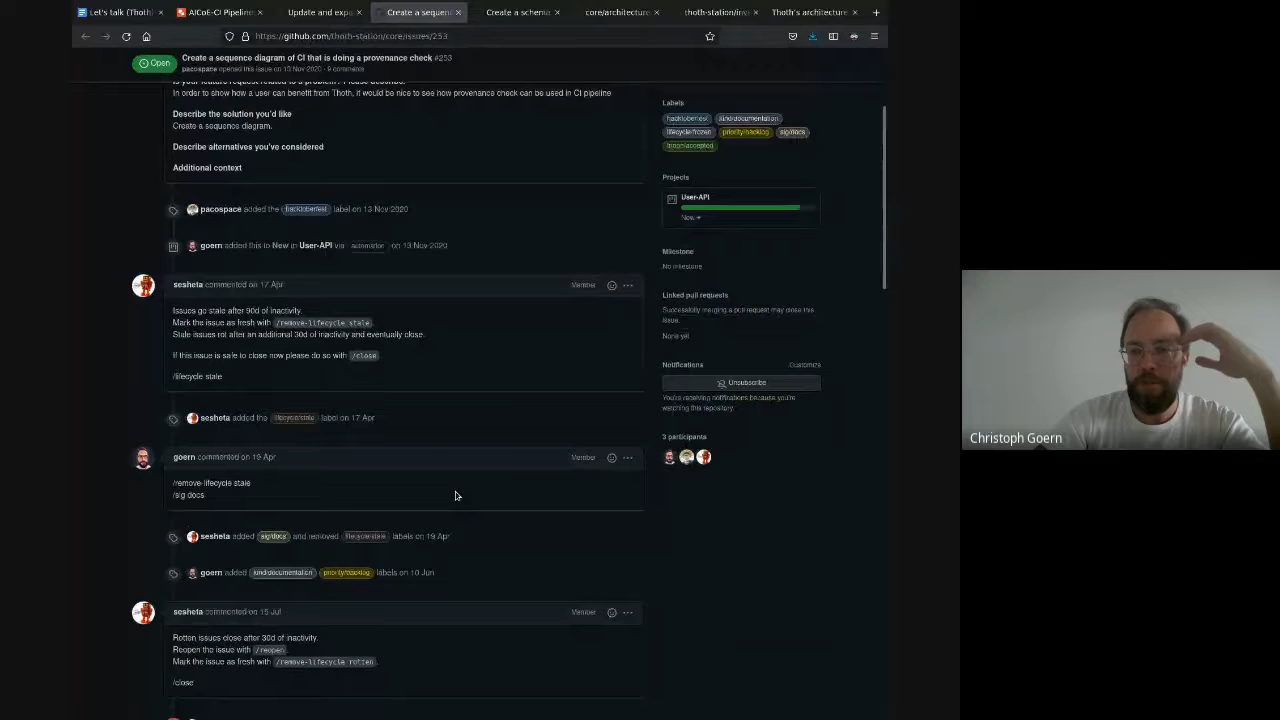 Let's talk (Thoth)
AICoE-CI Pipeline
Update and expa
Create a sequen
Create a schema
core/architecture
thoth-station/inv
Thoth's architecture
https://github.com/thoth-station/core/issues/253
Open
Create a sequence diagram of CI that is doing a provenance check #253
pacospace opened this issue on 13 Nov 2020 · 9 comments
Is your feature request related to a problem? Please describe.
In order to show how a user can benefit from Thoth, it would be nice to see how provenance check can be used in CI pipeline
Describe the solution you'd like
Create a sequence diagram.
Describe alternatives you've considered
Additional context
pacospace added the hacktoberfest label on 13 Nov 2020
goern added this to New in User-API via automation on 13 Nov 2020
sesheta commented on 17 Apr
Member
Issues go stale after 90d of inactivity.
Mark the issue as fresh with /remove-lifecycle stale.
Stale issues rot after an additional 30d of inactivity and eventually close.
If this issue is safe to close now please do so with /close.
/lifecycle stale
sesheta added the lifecycle/stale label on 17 Apr
goern commented on 19 Apr
Member
/remove-lifecycle stale
/sig docs
sesheta added sig/docs and removed lifecycle/stale labels on 19 Apr
goern added kind/documentation priority/backlog labels on 10 Jun
sesheta commented on 15 Jul
Member
Rotten issues close after 30d of inactivity.
Reopen the issue with /reopen.
Mark the issue as fresh with /remove-lifecycle rotten.
/close
Labels
hacktoberfest
kind/documentation
lifecycle/frozen
priority/backlog
sig/docs
triage/accepted
Projects
User-API
New
Milestone
No milestone
Linked pull requests
Successfully merging a pull request may close this
issue.
None yet
Notifications
Customize
Unsubscribe
You're receiving notifications because you're
watching this repository.
3 participants
Christoph Goern